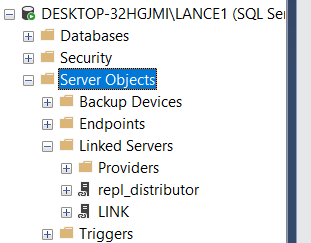 DESKTOP-32HGJMI\LANCE1 (SQL Ser
Databases
Security
Server Objects
Backup Devices
Endpoints
Linked Servers
Providers
repl_distributor
LINK
Triggers